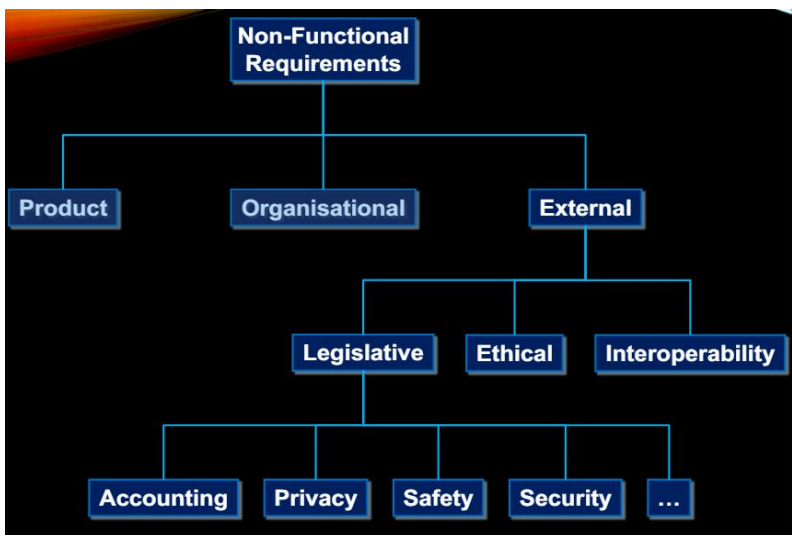 Non-Functional
Requirements
Product
Organisational
External
Legislative
Ethical
Interoperability
Accounting
Privacy
Safety
Security
...